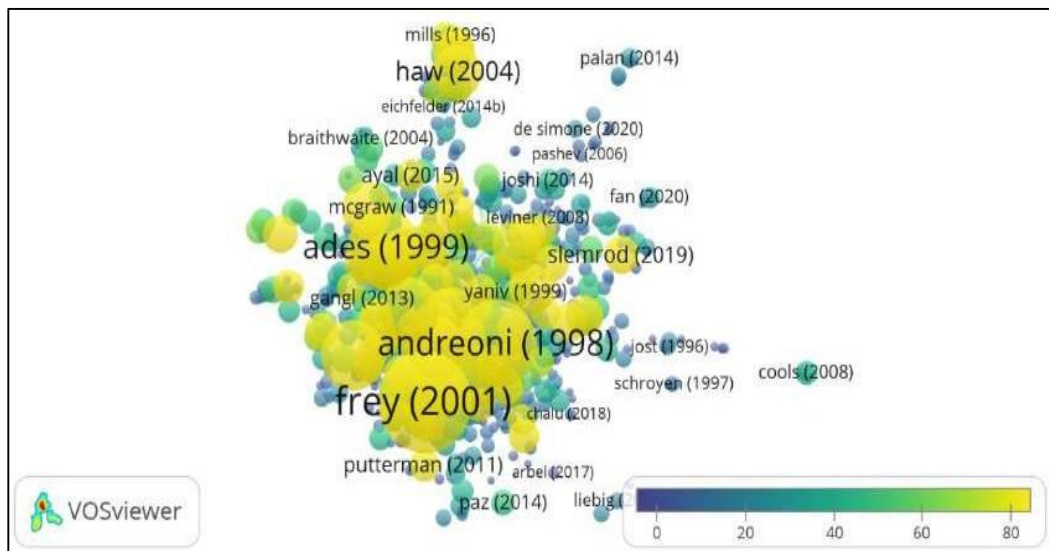 mills (1996)
haw (2004)
palan (2014)
eichfelder (2014b)
braithwaite (2004)
de simone (2020)
pashev (2006)
ayal (2015)
joshi (2014)
mcgraw (1991)
leviner (2008)
fan (2020)
ades (1999)
slemrod (2019)
gangl (2013)
yaniv (1999)
andreoni (1998)
jost (1996)
schroyen (1997)
cools (2008)
frey (2001)
chalu (2018)
putterman (2011)
arbel (2017)
paz (2014)
liebig
VOSviewer
0 20 40 60 80